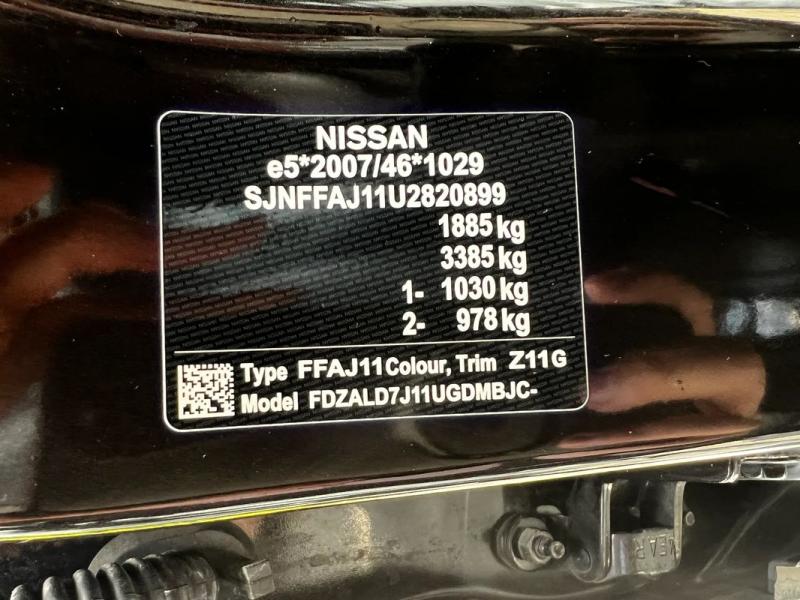 NISSAN
e5*2007/46*1029
SJNFFAJ11U2820899
1885 kg
3385 kg
1- 1030 kg
2- 978 kg
Type FFAJ11 Colour, Trim Z11 G
Model FDZALD7J11UGDMBJC-